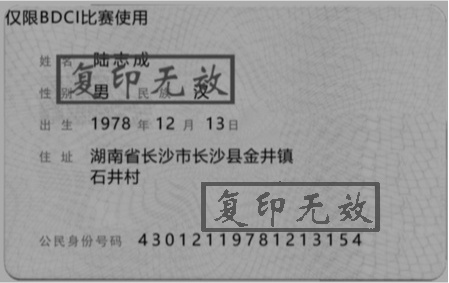 仅限BDCI比赛使用
姓名 陆志成
复印无效
性别 男 民族 汉
出生 1978 年 12 月 13 日
住址 湖南省长沙市长沙县金井镇
石井村
复印无效
公民身份号码 43012119781213154